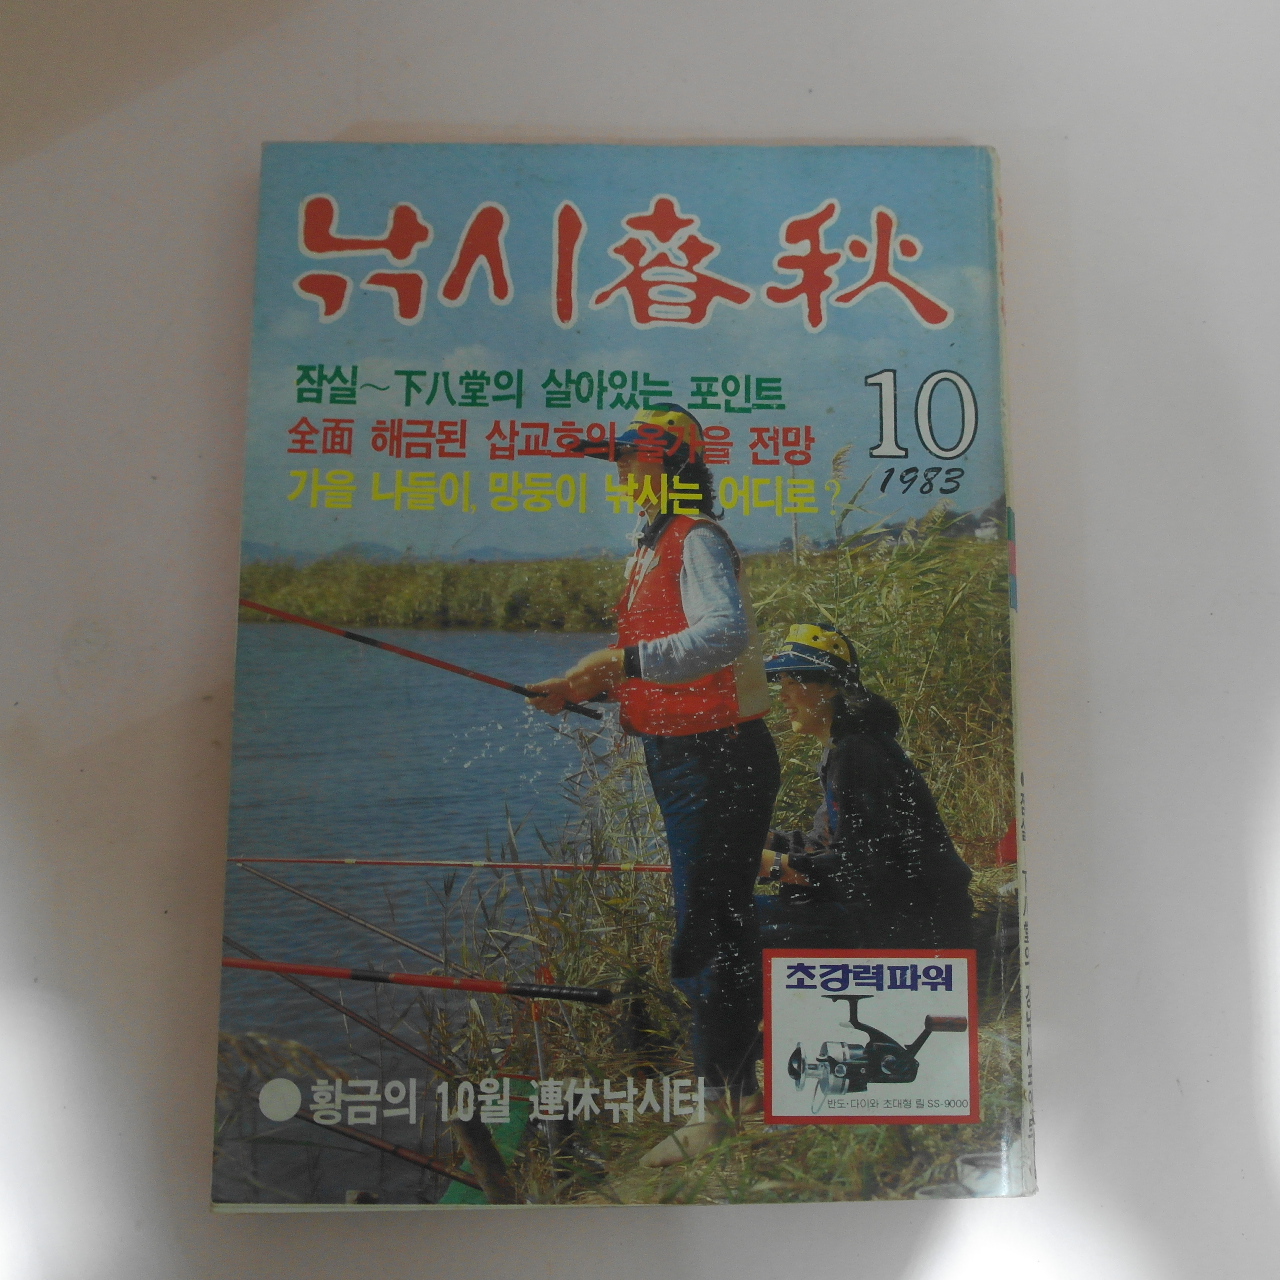 낚시春秋
10
1983
잠실~下八堂의 살아있는 포인트
全面 해금된 삽교호의 올가을 전망
가을 나들이, 망둥이 낚시는 어디로?
초강력파워
반도·다이와 초대형 릴 SS-9000
●황금의 10월 連休낚시터